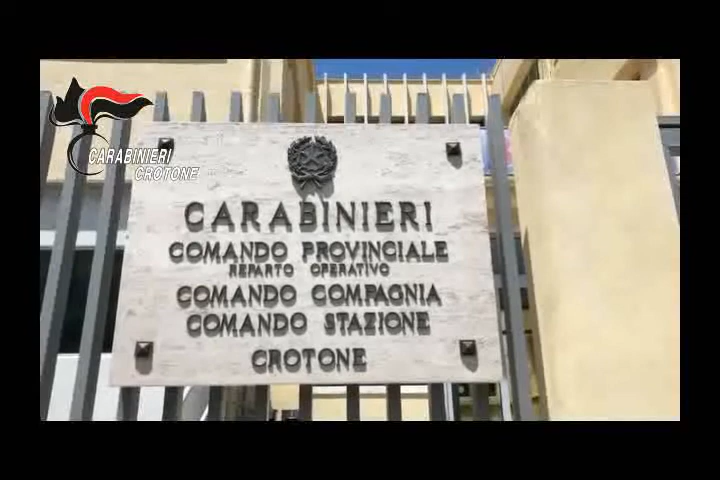 CARABINIERI
CROTONE
CARABINIERI
COMANDO PROVINCIALE
REPARTO OPERATIVO
COMANDO COMPAGNIA
COMANDO STAZIONE
CROTONE